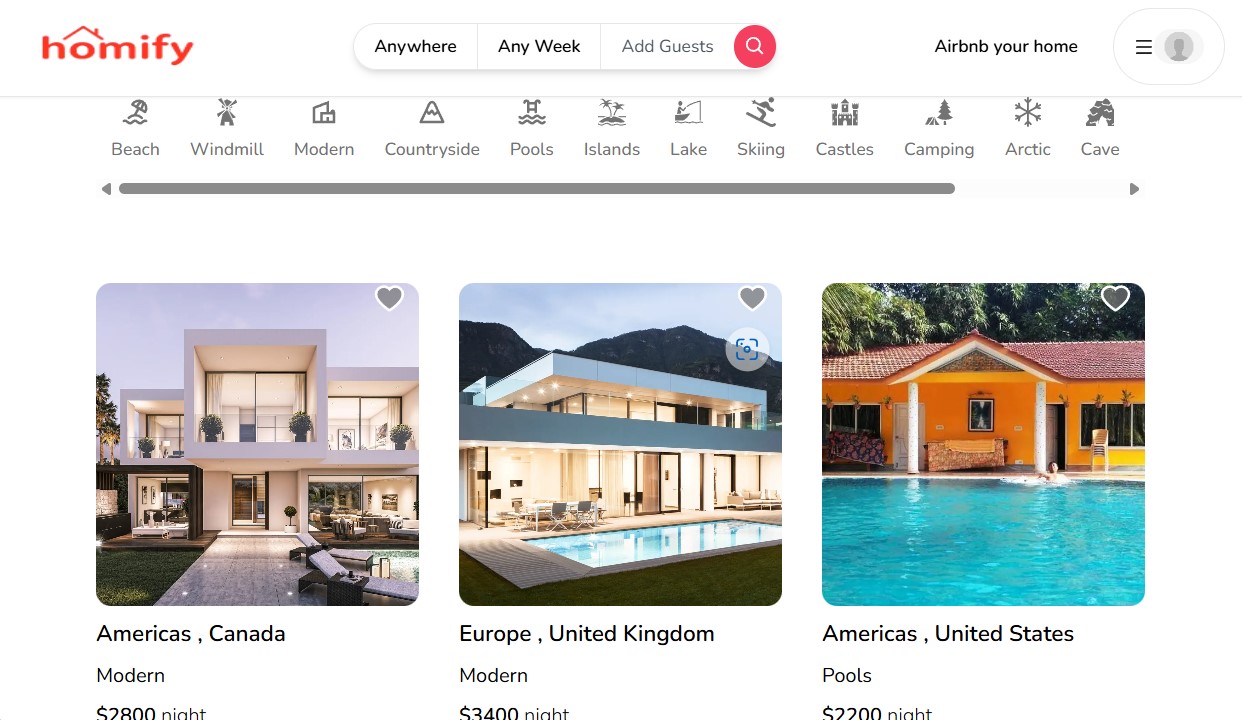 homify
Anywhere Any Week Add Guests
Airbnb your home
Beach Windmill Modern Countryside Pools Islands Lake Skiing Castles Camping Arctic Cave
Americas , Canada
Modern
$2800 night
Europe , United Kingdom
Modern
$3400 night
Americas , United States
Pools
$2200 night